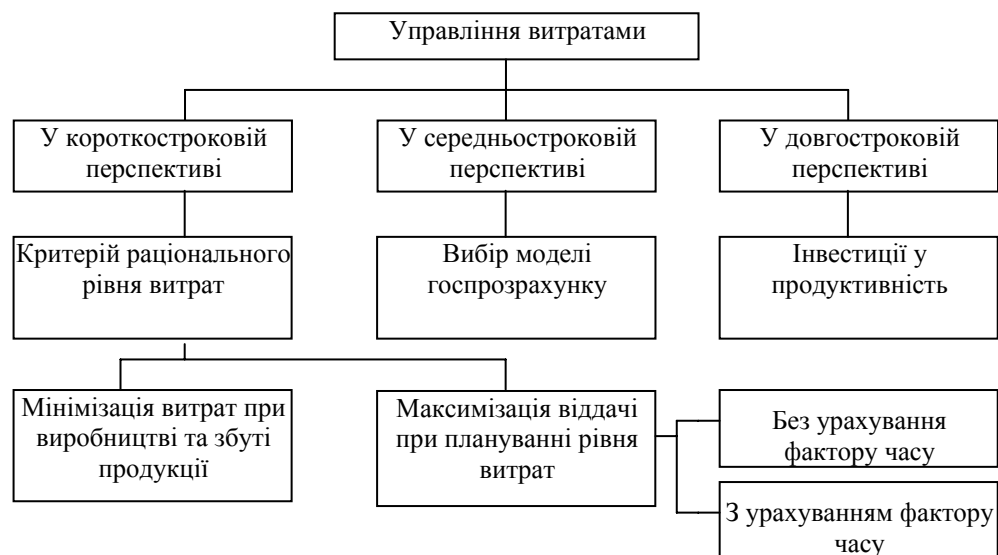 Управління витратами
У короткостроковій
перспективі
У середньостроковій
перспективі
У довгостроковій
перспективі
Критерій раціонального
рівня витрат
Вибір моделі
госпрозрахунку
Інвестиції у
продуктивність
Мінімізація витрат при
виробництві та збуті
продукції
Максимізація віддачі
при плануванні рівня
витрат
Без урахування
фактору часу
З урахуванням фактору
часу